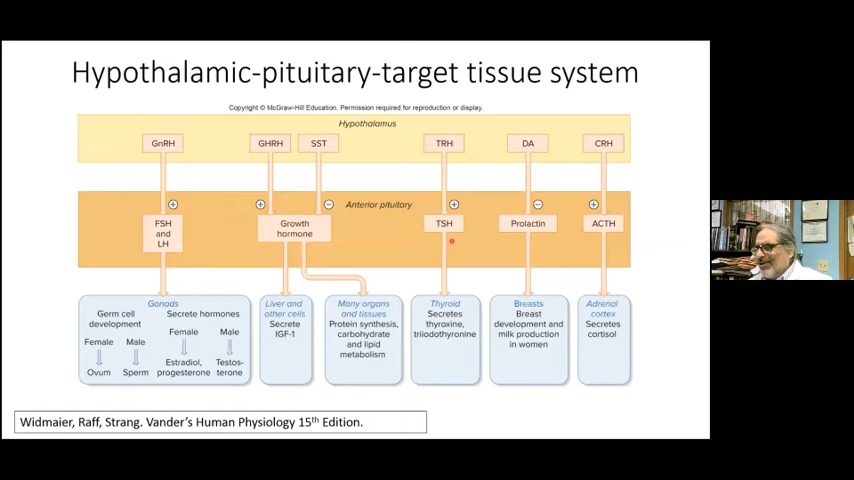 Hypothalamic-pituitary-target tissue system
Copyright © McGraw-Hill Education. Permission required for reproduction or display.
Hypothalamus
GnRH
GHRH
SST
TRH
DA
CRH
Anterior pituitary
+
+
−
+
−
+
FSH
and
LH
Growth
hormone
TSH
Prolactin
ACTH
Gonads
Germ cell
development
Female
Male
Ovum
Sperm
Secrete hormones
Female
Male
Estradiol,
progesterone
Testos-
terone
Liver and
other cells
Secrete
IGF-1
Many organs
and tissues
Protein synthesis,
carbohydrate
and lipid
metabolism
Thyroid
Secretes
thyroxine,
triiodothyronine
Breasts
Breast
development and
milk production
in women
Adrenal
cortex
Secretes
cortisol
Widmaier, Raff, Strang. Vander's Human Physiology 15th Edition.